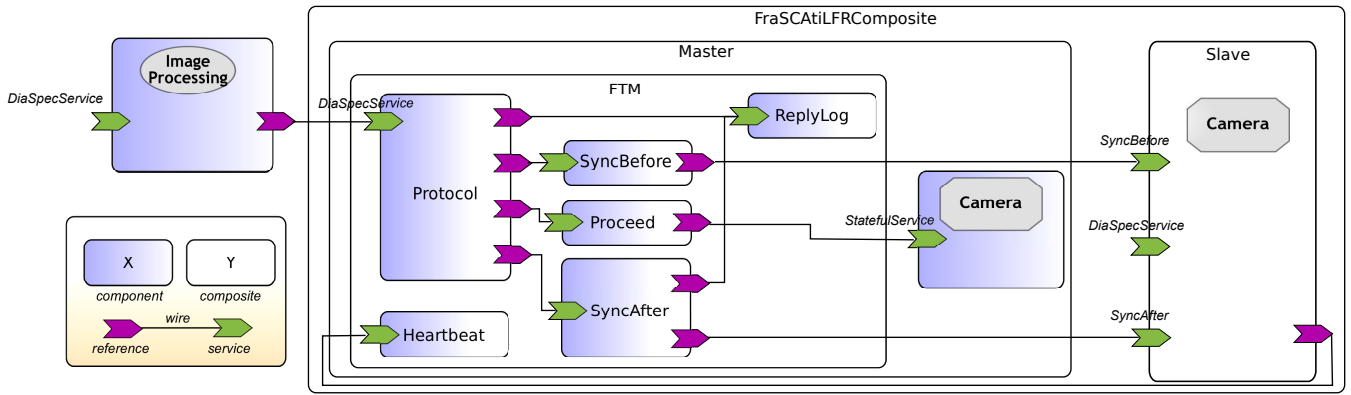 FraSCAtiLFRComposite
Master
Slave
Image
Processing
DiaSpecService
DiaSpecService
FTM
ReplyLog
Camera
SyncBefore
SyncBefore
Protocol
Proceed
StatefulService
Camera
DiaSpecService
X
Y
component
composite
wire
reference
service
SyncAfter
SyncAfter
Heartbeat